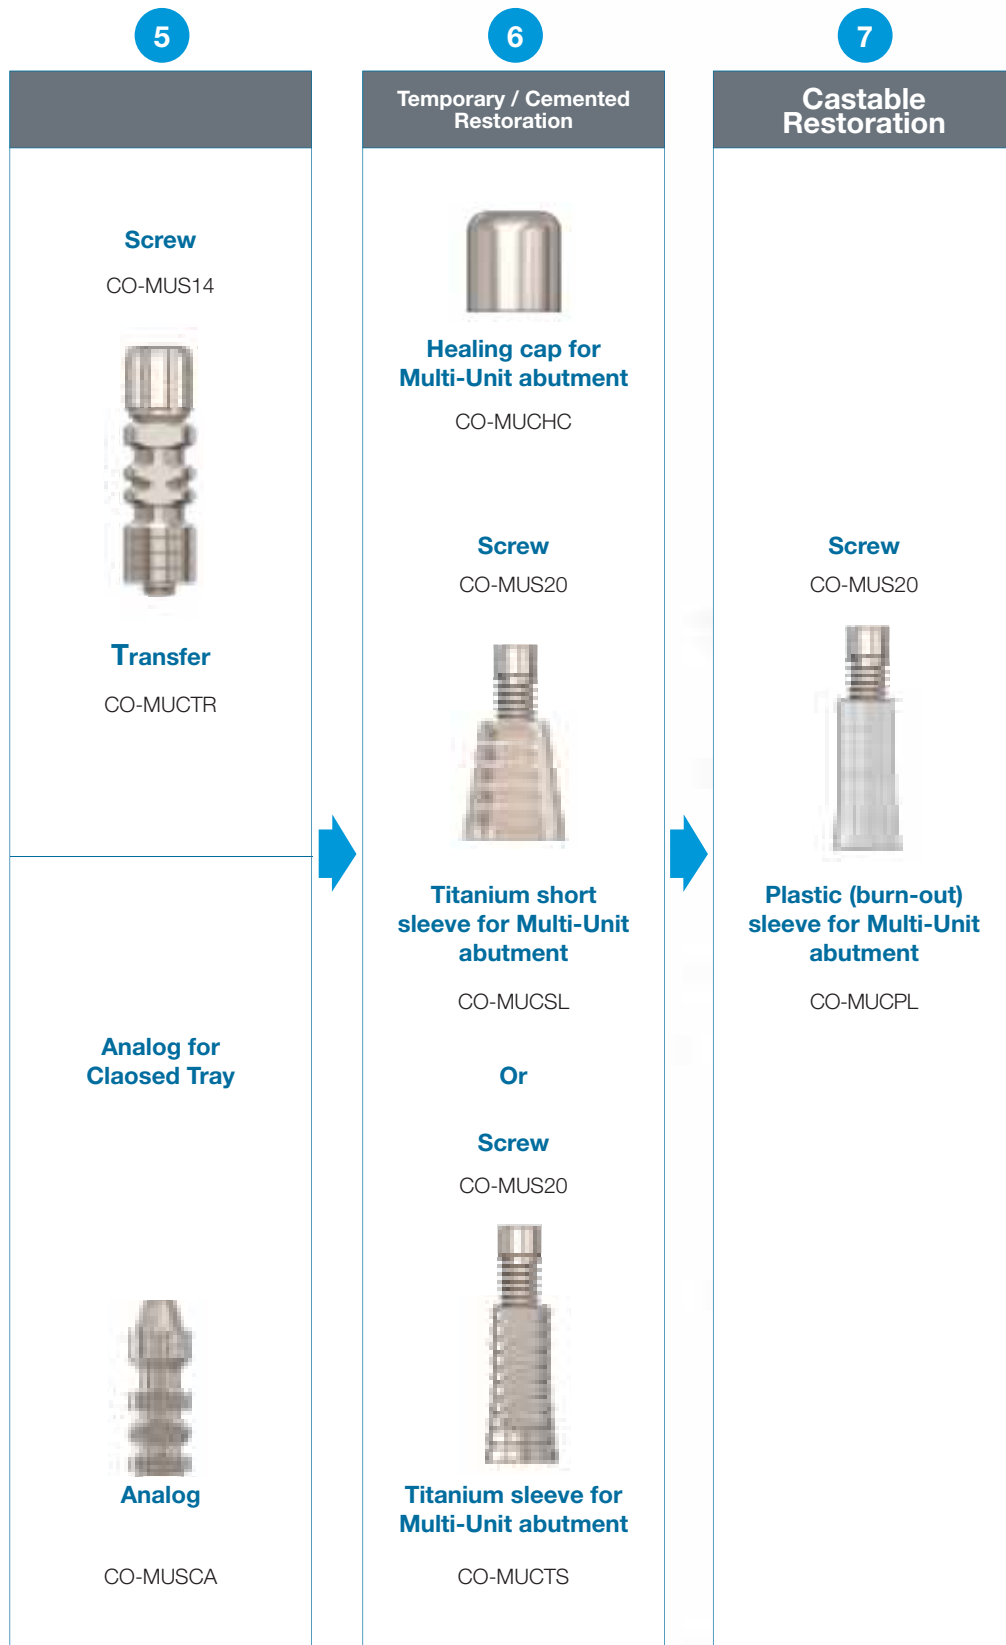 5
Screw
CO-MUS14
Transfer
CO-MUCTR
Analog for
Claosed Tray
Analog
CO-MUSCA
6
Temporary / Cemented
Restoration
Healing cap for
Multi-Unit abutment
CO-MUCHC
Screw
CO-MUS20
Titanium short
sleeve for Multi-Unit
abutment
CO-MUCSL
Or
Screw
CO-MUS20
Titanium sleeve for
Multi-Unit abutment
CO-MUCTS
7
Castable
Restoration
Screw
CO-MUS20
Plastic (burn-out)
sleeve for Multi-Unit
abutment
CO-MUCPL